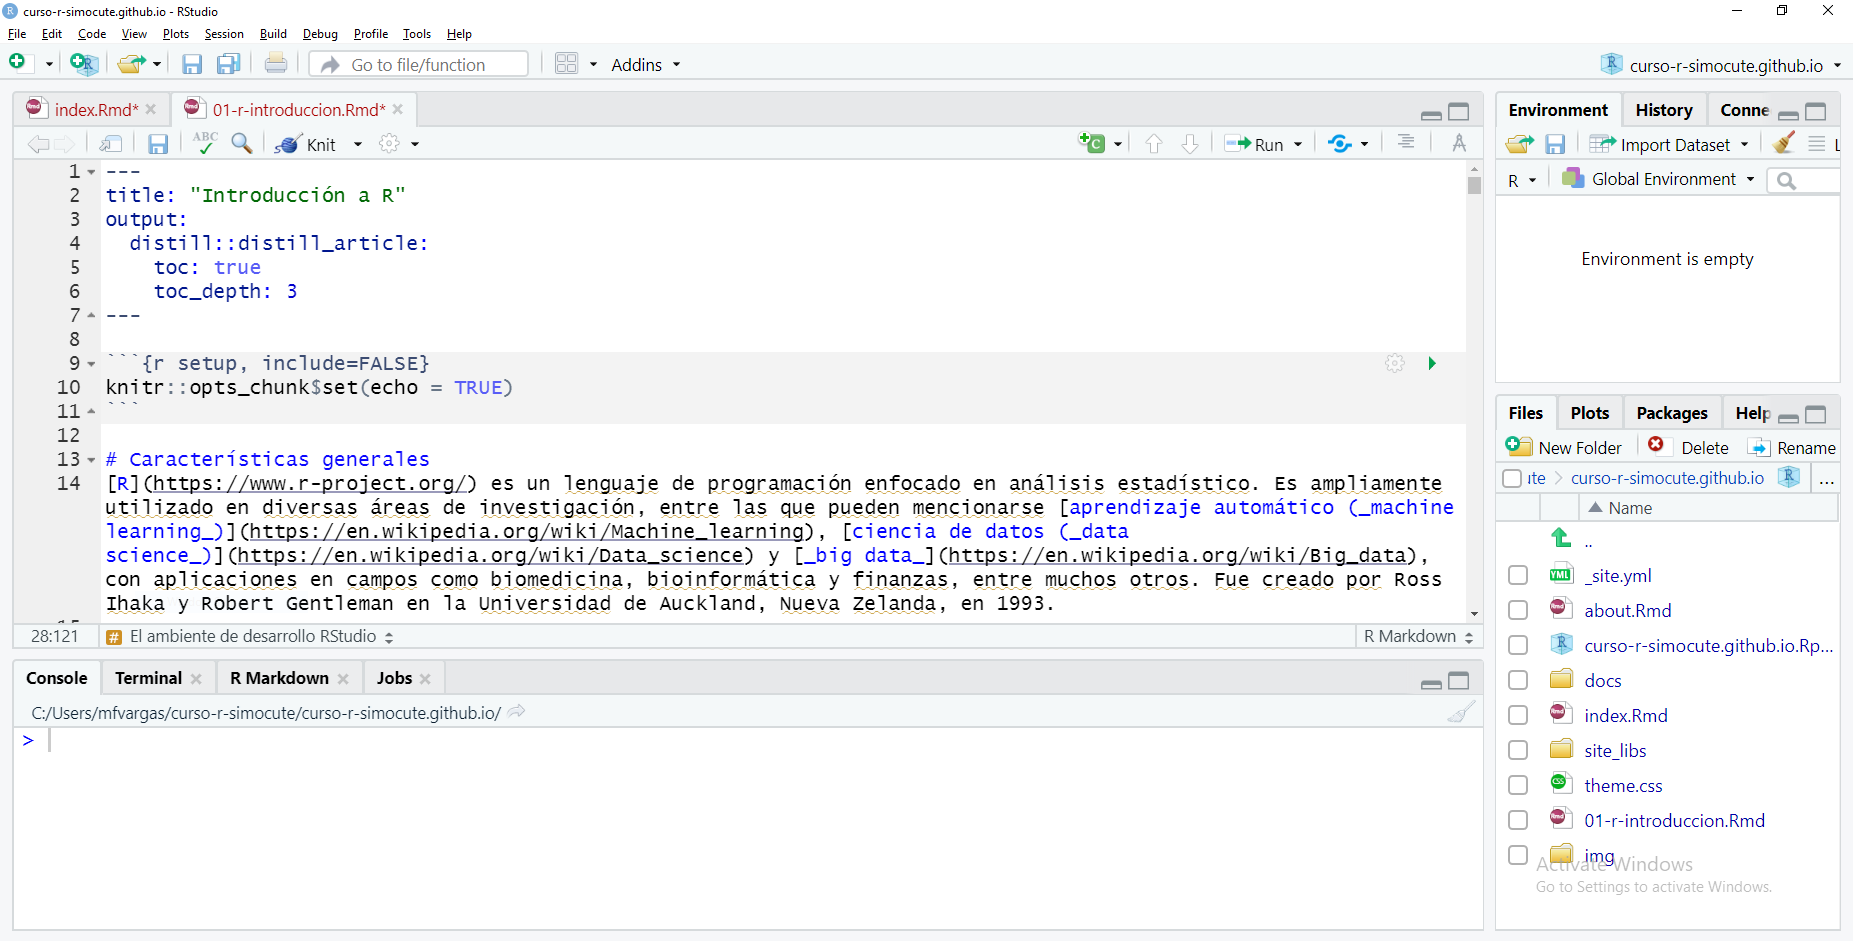 curso-r-simocute.github.io - RStudio
File Edit Code View Plots Session Build Debug Profile Tools Help
Go to file/function Addins curso-r-simocute.github.io
index.Rmd* 01-r-introduccion.Rmd*
ABC Knit Run
1 ---
2 title: "Introducción a R"
3 output:
4 distill::distill_article:
5 toc: true
6 toc_depth: 3
7 ---
8
9 ```{r setup, include=FALSE}
10 knitr::opts_chunk$set(echo = TRUE)
11 ```
12
13 # Características generales
14 [R](https://www.r-project.org/) es un lenguaje de programación enfocado en análisis estadístico. Es ampliamente
utilizado en diversas áreas de investigación, entre las que pueden mencionarse [aprendizaje automático (_machine
learning_)](https://en.wikipedia.org/wiki/Machine_learning), [ciencia de datos (_data
science_)](https://en.wikipedia.org/wiki/Data_science) y [_big data_](https://en.wikipedia.org/wiki/Big_data),
con aplicaciones en campos como biomedicina, bioinformática y finanzas, entre muchos otros. Fue creado por Ross
Ihaka y Robert Gentleman en la Universidad de Auckland, Nueva Zelanda, en 1993.
28:121 # El ambiente de desarrollo RStudio R Markdown
Console Terminal R Markdown Jobs
C:/Users/mfvargas/curso-r-simocute/curso-r-simocute.github.io/
>
Environment History Conne
Import Dataset L
R Global Environment
Environment is empty
Files Plots Packages Help
New Folder Delete Rename
ite > curso-r-simocute.github.io ...
Name
..
_site.yml
about.Rmd
curso-r-simocute.github.io.Rp...
docs
index.Rmd
site_libs
theme.css
01-r-introduccion.Rmd
img
Activate Windows
Go to Settings to activate Windows.